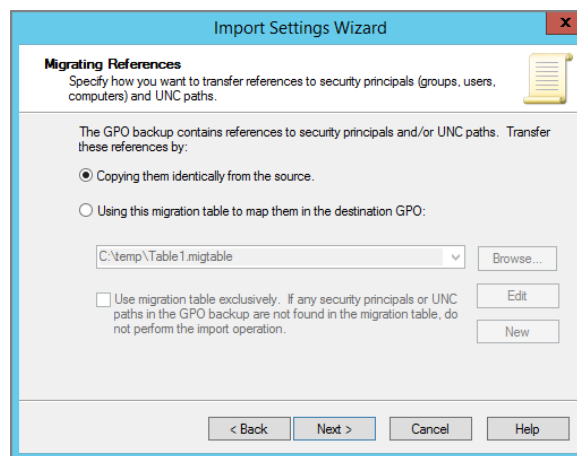 Import Settings Wizard
x
Migrating References
Specify how you want to transfer references to security principals (groups, users,
computers) and UNC paths.
The GPO backup contains references to security principals and/or UNC paths. Transfer
these references by:
Copying them identically from the source.
Using this migration table to map them in the destination GPO:
C:\temp\Table1.migtable
Browse...
Use migration table exclusively. If any security principals or UNC
paths in the GPO backup are not found in the migration table, do
not perform the import operation.
Edit
New
< Back
Next >
Cancel
Help